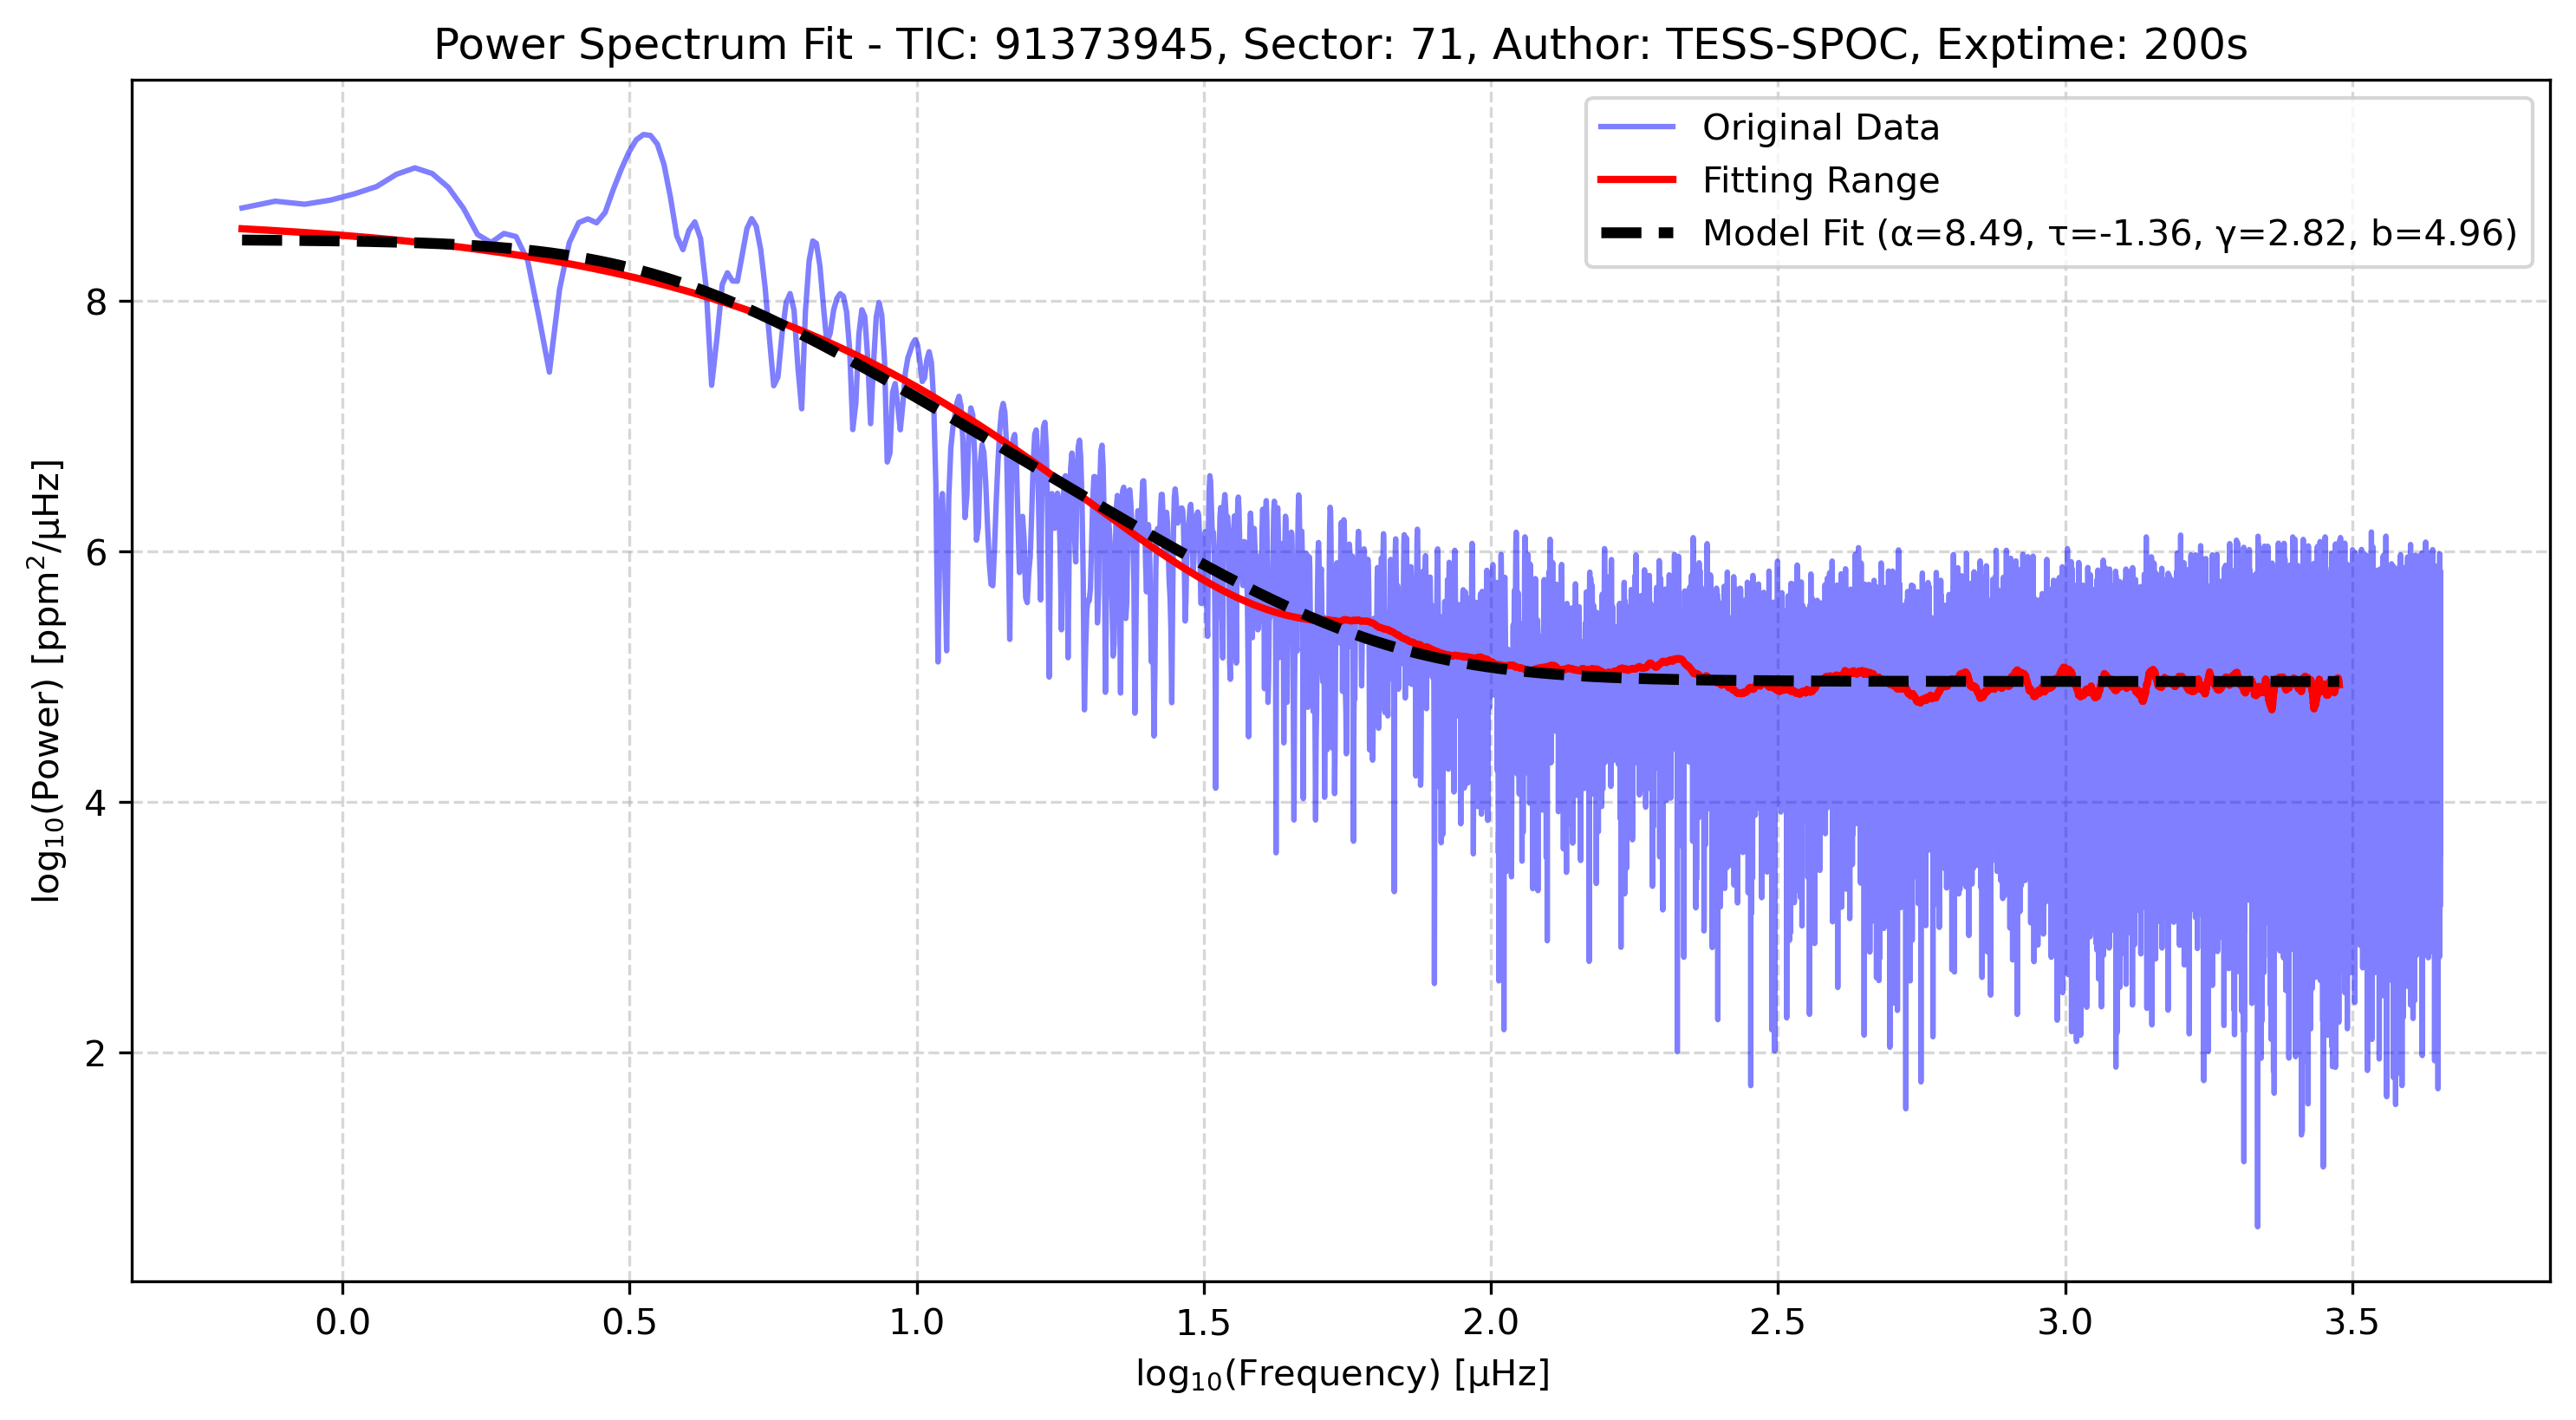 Power Spectrum Fit - TIC: 91373945, Sector: 71, Author: TESS-SPOC, Exptime: 200s
Original Data
Fitting Range
Model Fit (α=8.49, τ=-1.36, γ=2.82, b=4.96)
log₁₀(Power) [ppm²/μHz]
8
6
4
2
0.0 0.5 1.0 1.5 2.0 2.5 3.0 3.5
log₁₀(Frequency) [μHz]